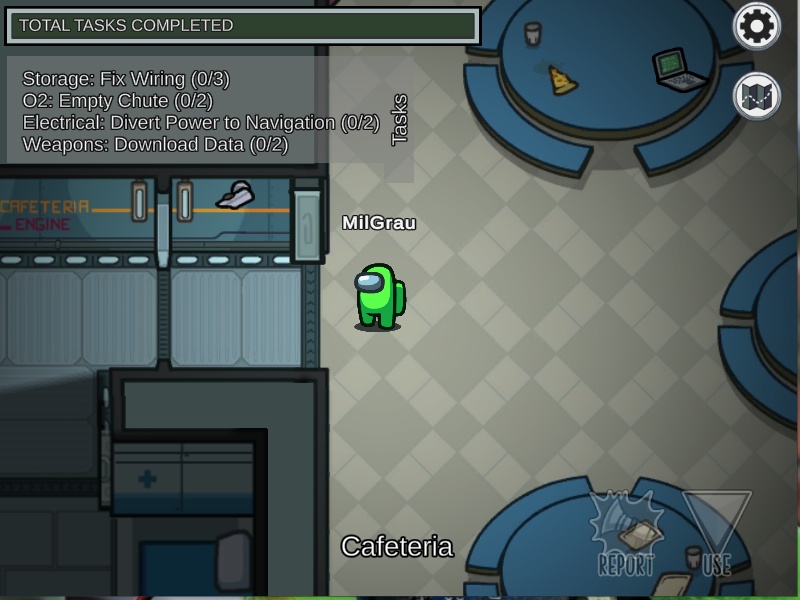 TOTAL TASKS COMPLETED
Storage: Fix Wiring (0/3)
O2: Empty Chute (0/2)
Electrical: Divert Power to Navigation (0/2)
Weapons: Download Data (0/2)
Tasks
CAFETERIA
ENGINE
MilGrau
Cafeteria
REPORT
USE